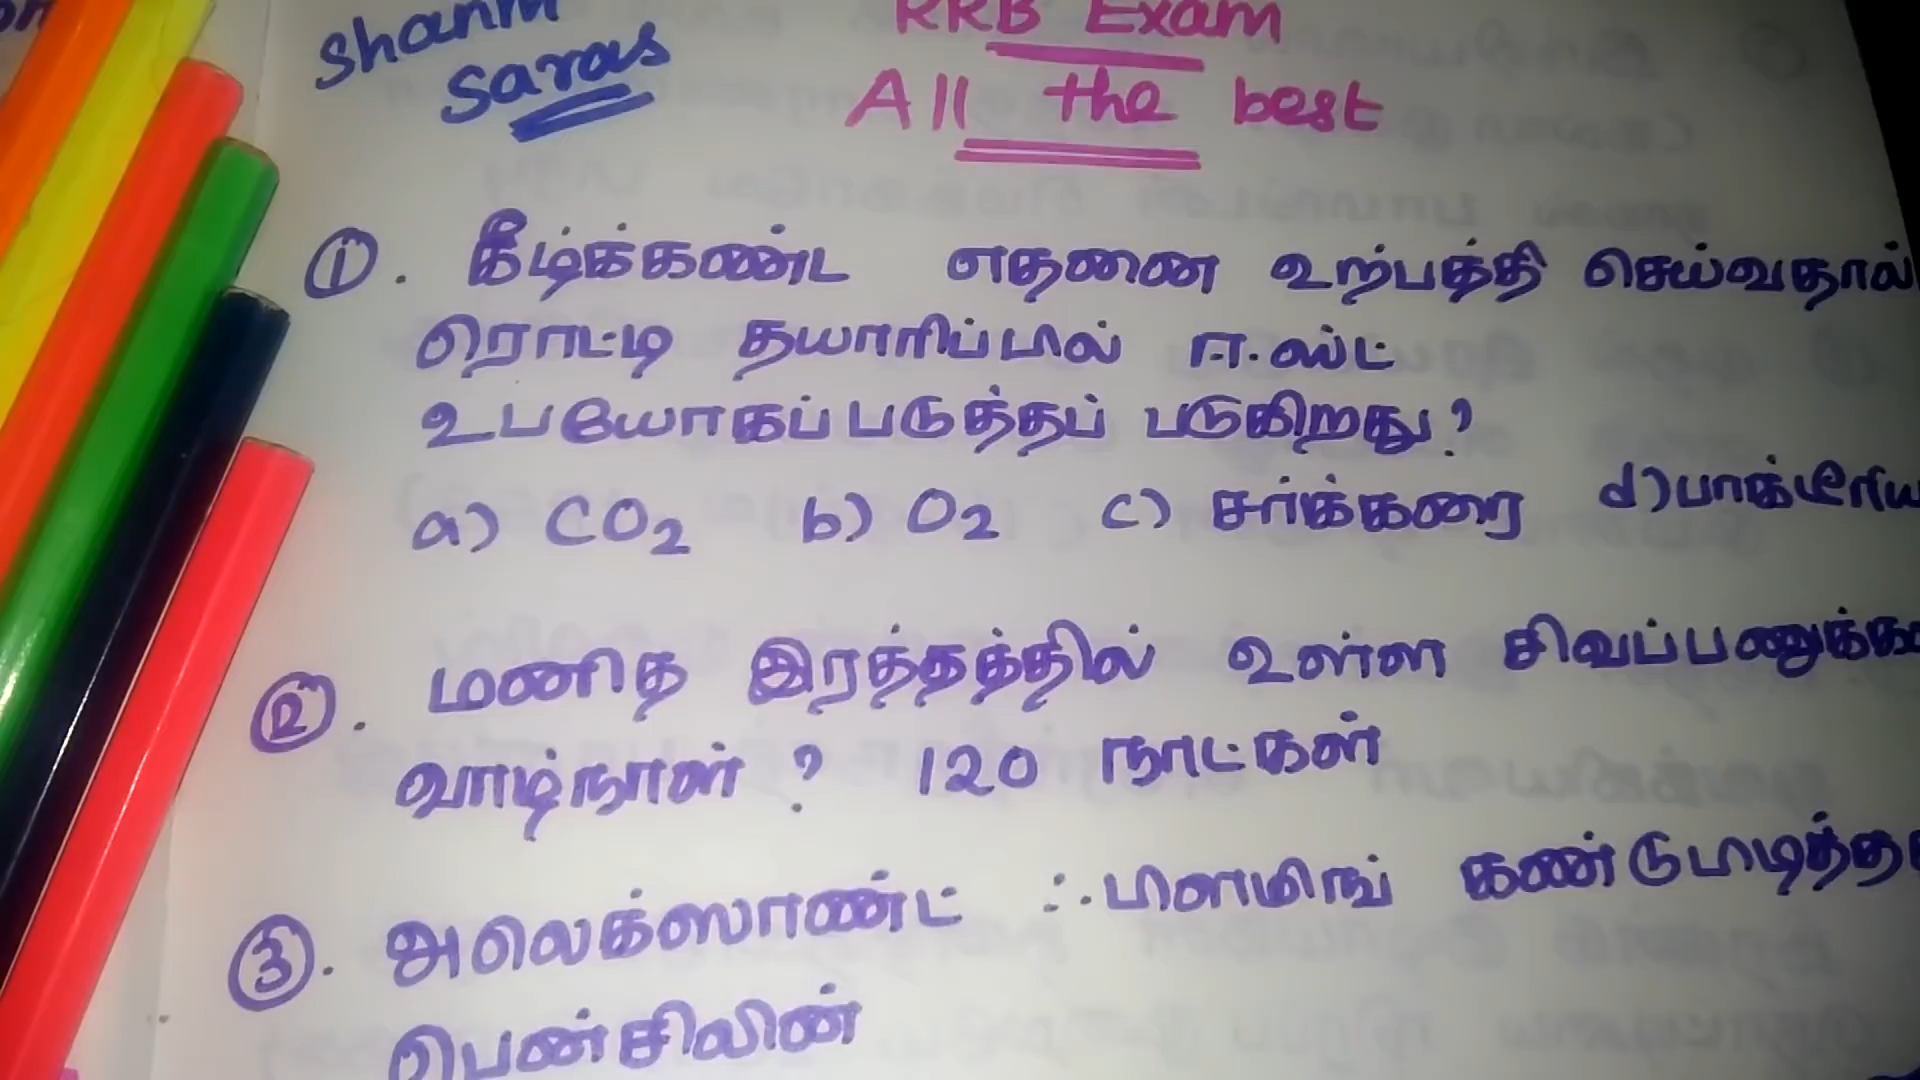 Shanm
Saras
RRB Exam
All the best
①. கீழ்க்கண்ட எதனை உற்பத்தி செய்வதால்
ரொட்டி தயாரிப்பில் ஈஸ்ட்
உபயோகப்படுத்தப் படுகிறது?
a) CO₂ b) O₂ c) சர்க்கரை d) பாக்டீரிய
②. மனித இரத்தத்தில் உள்ள சிவப்பணுக்க
வாழ்நாள்? 120 நாட்கள்
③. அலெக்ஸாண்ட் ஃபிளமிங் கண்டுபிடித்த
பென்சிலின்